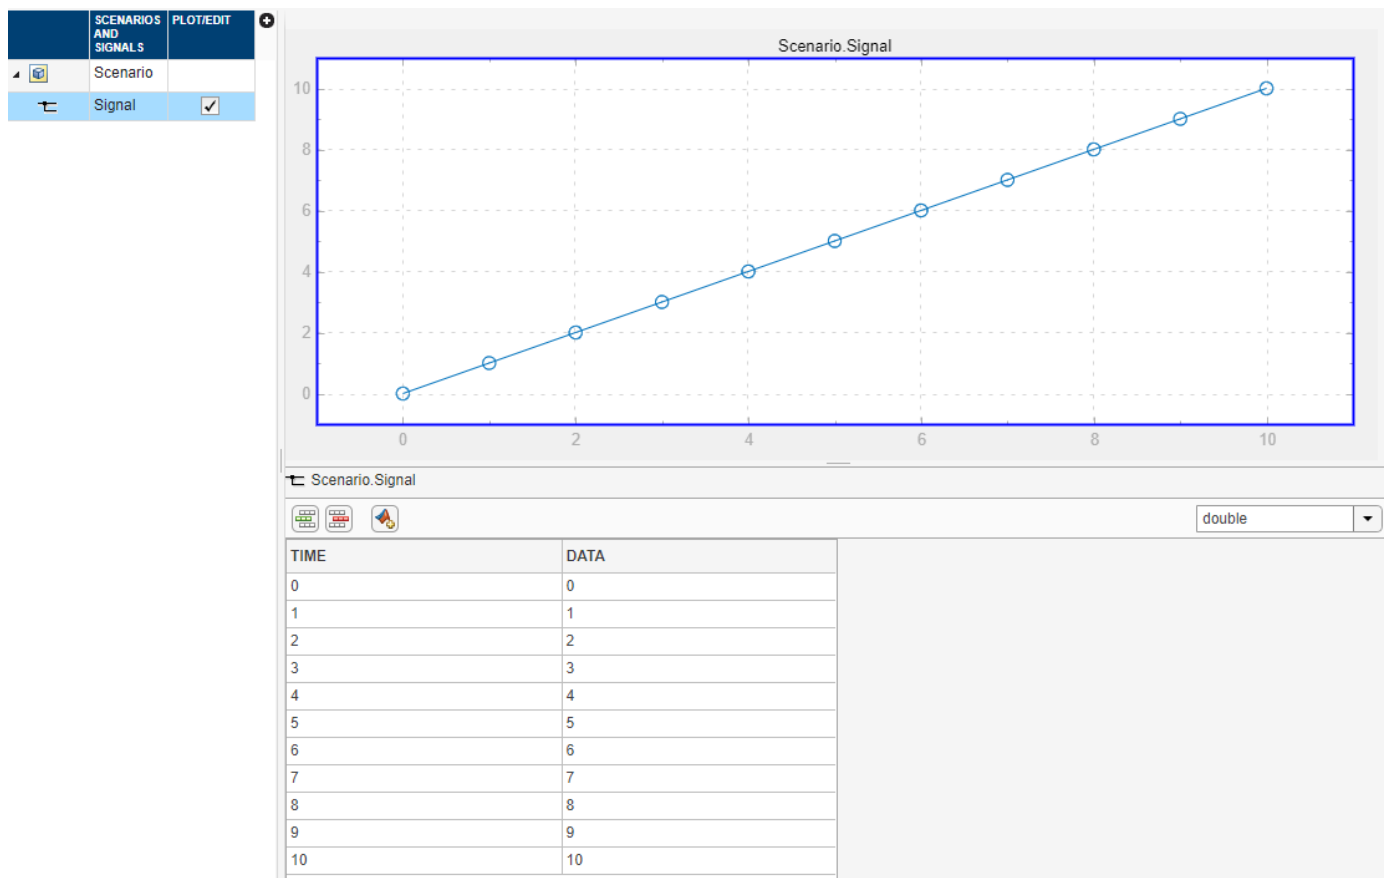 SCENARIOS AND SIGNALS PLOT/EDIT
Scenario
Signal
Scenario.Signal
10
8
6
4
2
0
0 2 4 6 8 10
Scenario.Signal
double
TIME DATA
0 0
1 1
2 2
3 3
4 4
5 5
6 6
7 7
8 8
9 9
10 10